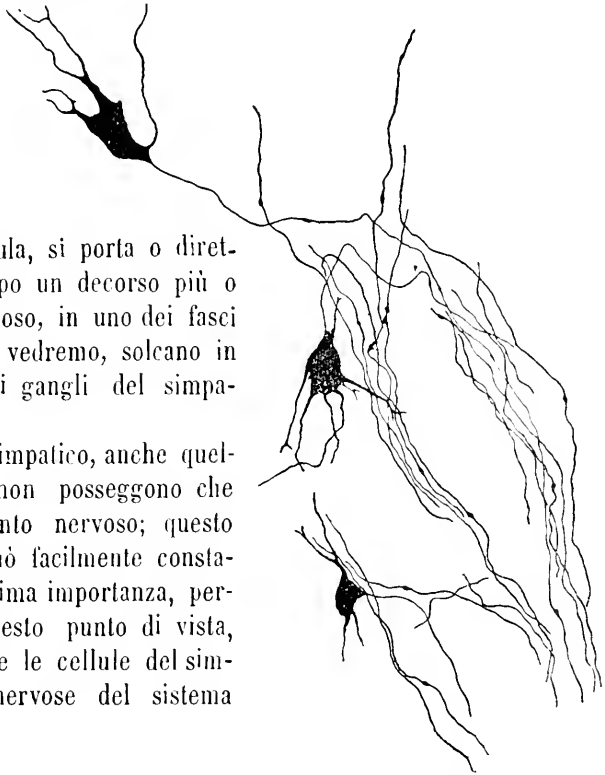 ula, si porta o diret-
po un decorso più o
oso, in uno dei fasci
vedremo, solcano in
i gangli del simpa-
impatico, anche quel-
non posseggono che
nto nervoso; questo
iò facilmente consta-
ima importanza, per-
esto punto di vista,
e le cellule del sim-
nervose del sistema